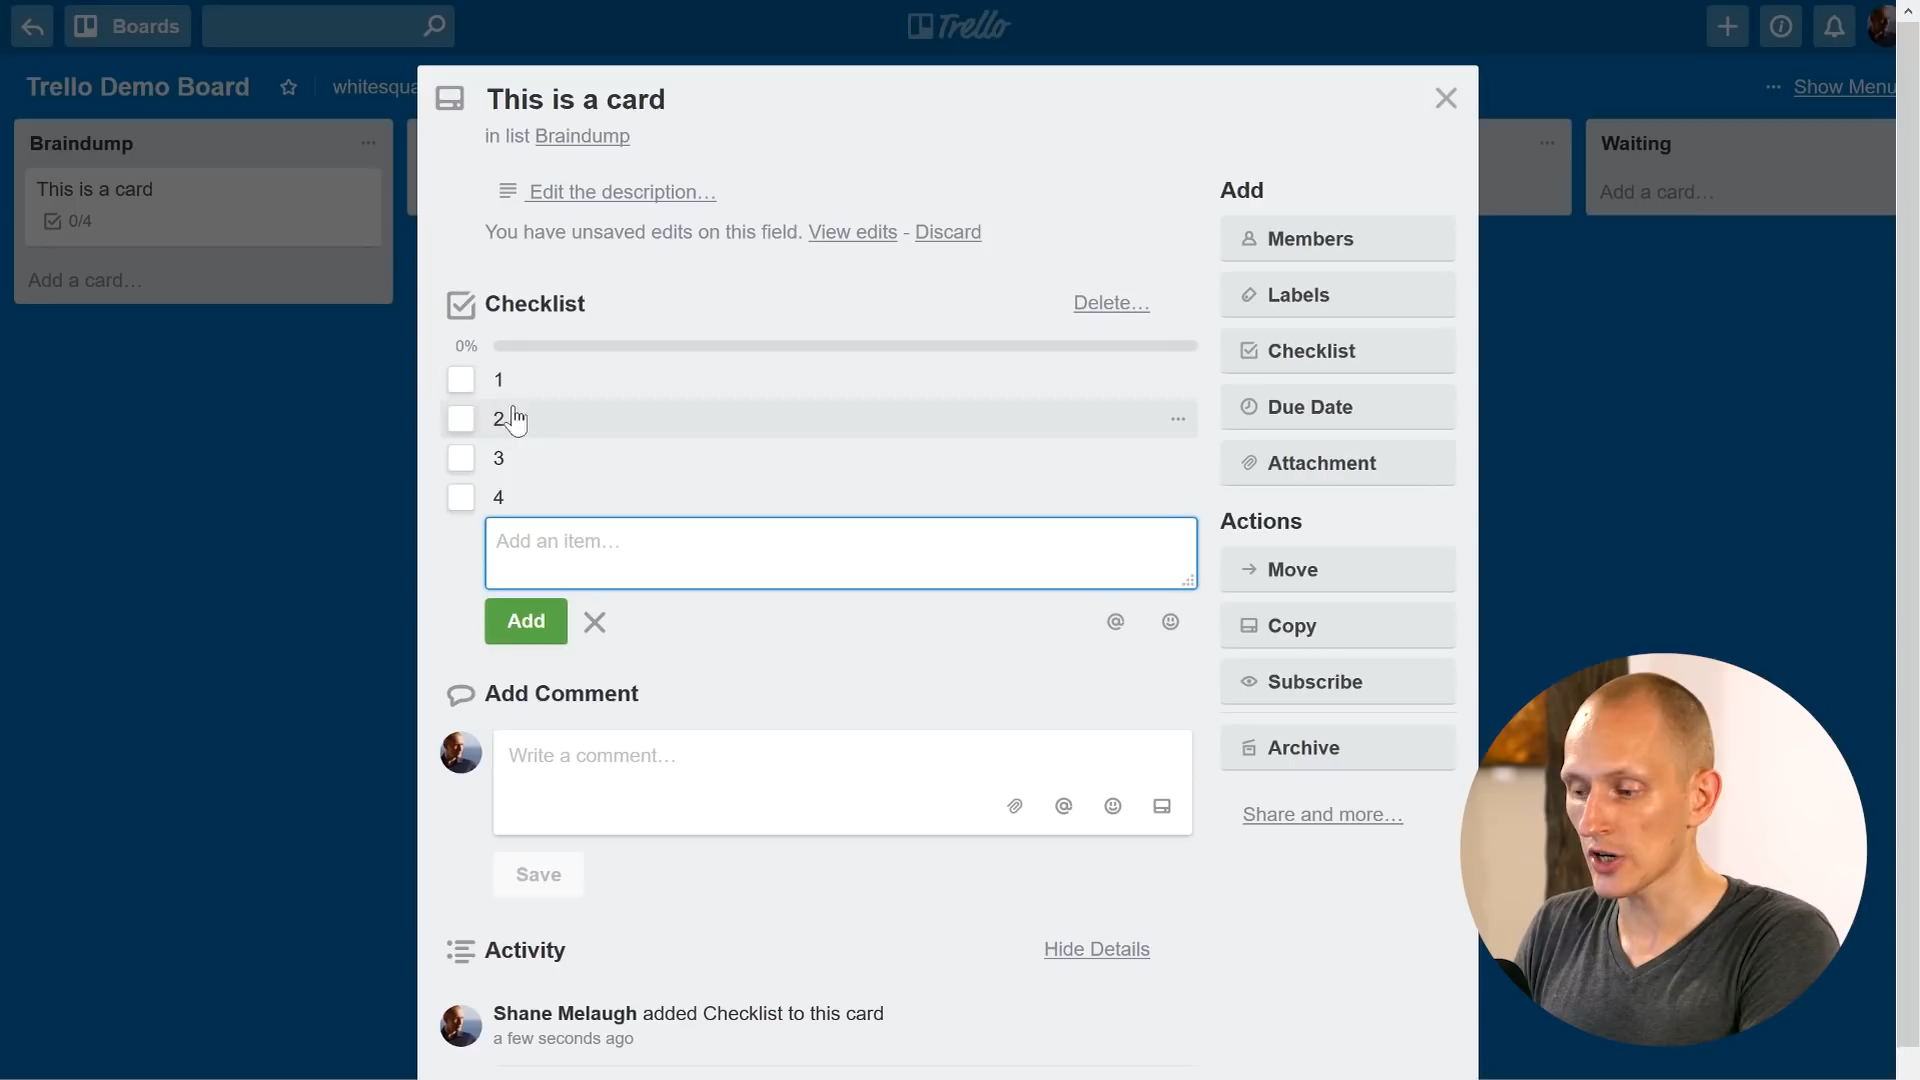 Boards
Trello
Trello Demo Board
whitesqua
Show Menu
Braindump
This is a card
0/4
Add a card…
This is a card
in list Braindump
Edit the description…
You have unsaved edits on this field. View edits - Discard
Checklist
Delete…
0%
1
2
3
4
Add an item…
Add
Add Comment
Write a comment…
Save
Activity
Hide Details
Shane Melaugh added Checklist to this card
a few seconds ago
Add
Members
Labels
Checklist
Due Date
Attachment
Actions
Move
Copy
Subscribe
Archive
Share and more…
Waiting
Add a card…